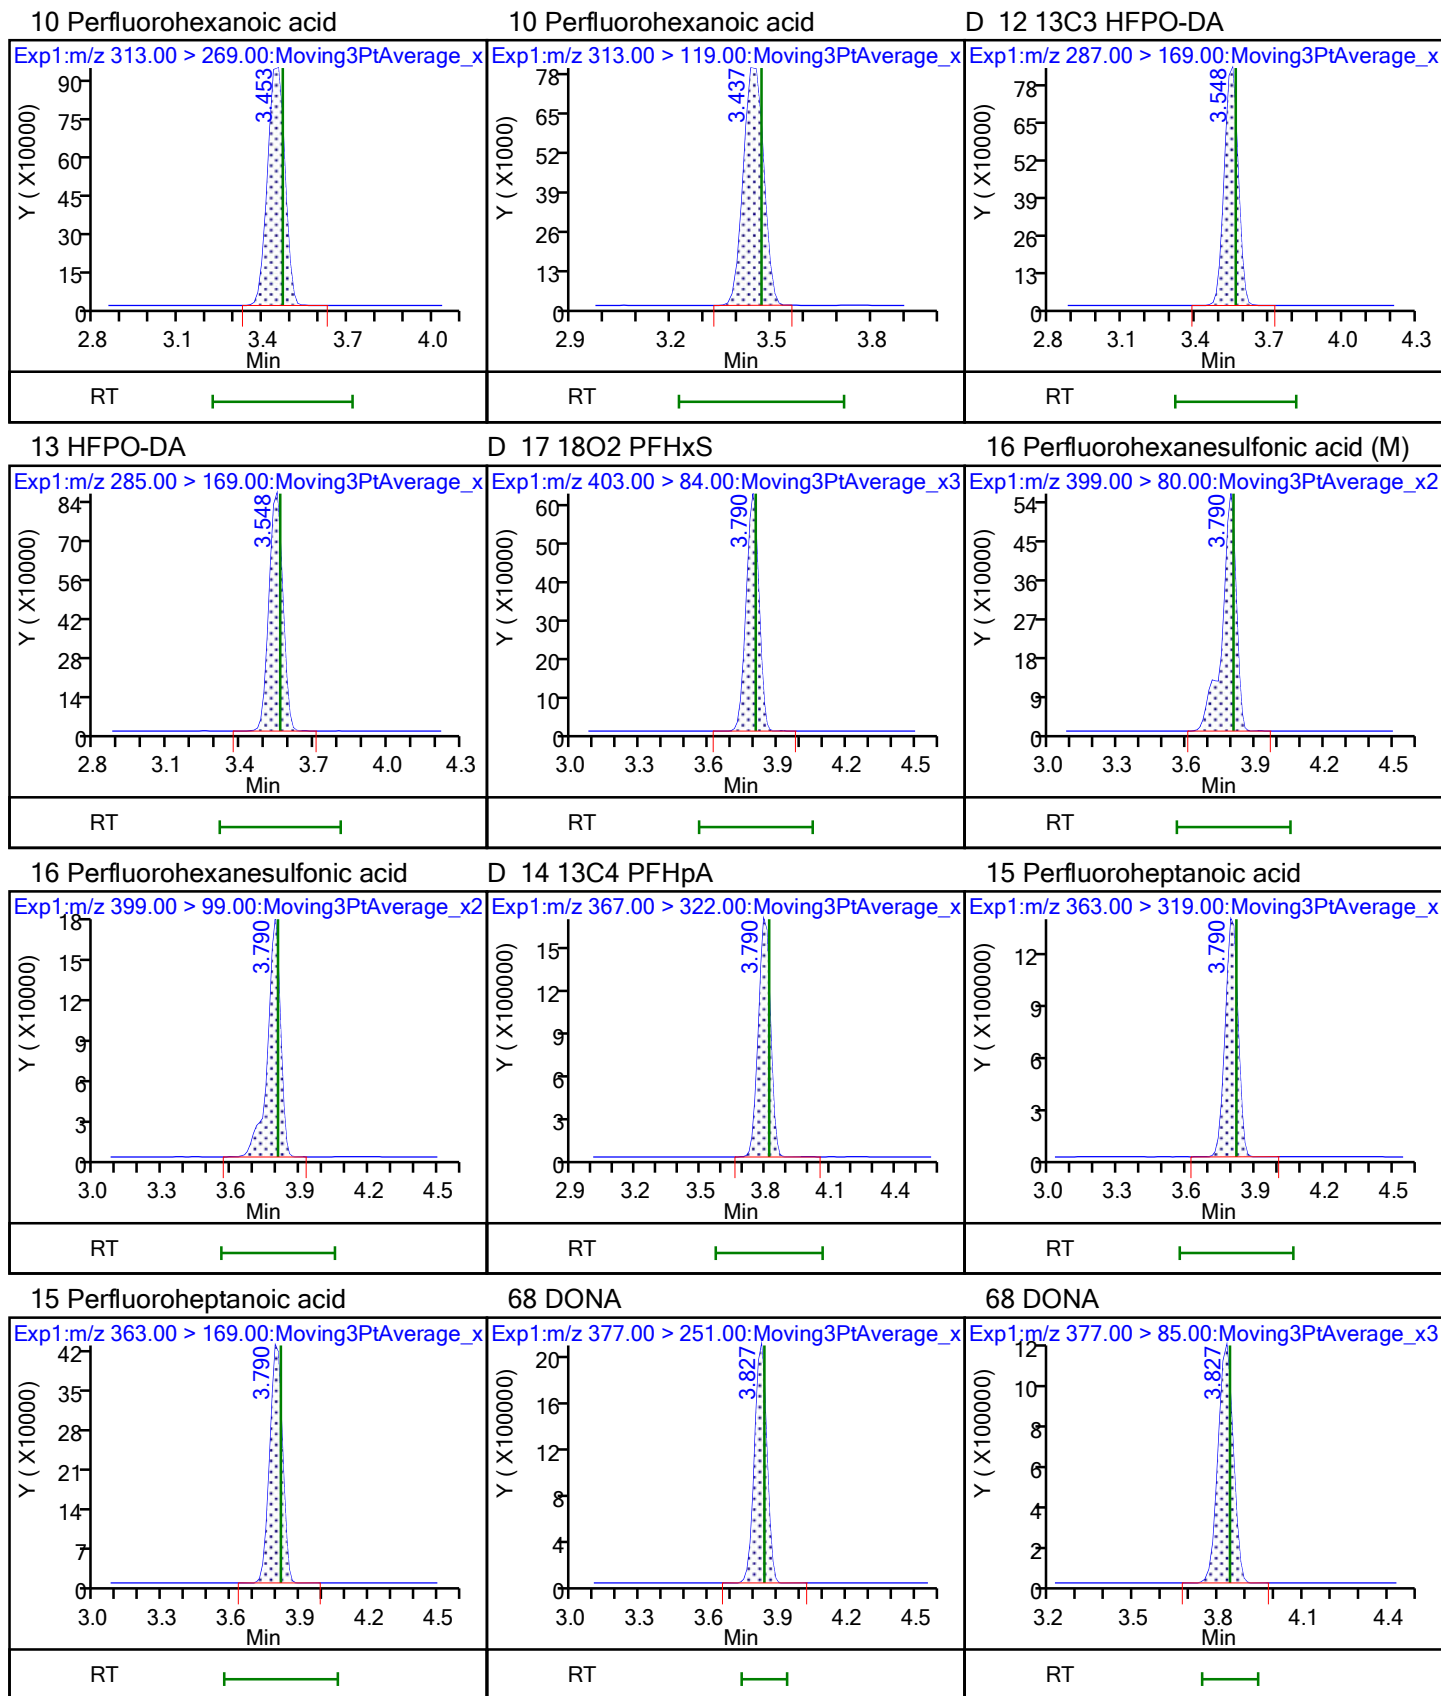 10 Perfluorohexanoic acid
Exp1:m/z 313.00 > 269.00:Moving3PtAverage_x
3.453
Y ( X10000)
90
75
60
45
30
15
0
2.8 3.1 3.4 3.7 4.0
Min
RT
10 Perfluorohexanoic acid
Exp1:m/z 313.00 > 119.00:Moving3PtAverage_x
3.437
Y ( X1000)
78
65
52
39
26
13
0
2.9 3.2 3.5 3.8
Min
RT
D 12 13C3 HFPO-DA
Exp1:m/z 287.00 > 169.00:Moving3PtAverage_x
3.548
Y ( X10000)
78
65
52
39
26
13
0
2.8 3.1 3.4 3.7 4.0 4.3
Min
RT
13 HFPO-DA
Exp1:m/z 285.00 > 169.00:Moving3PtAverage_x
3.548
Y ( X10000)
84
70
56
42
28
14
0
2.8 3.1 3.4 3.7 4.0 4.3
Min
RT
D 17 18O2 PFHxS
Exp1:m/z 403.00 > 84.00:Moving3PtAverage_x3
3.790
Y ( X10000)
60
50
40
30
20
10
0
3.0 3.3 3.6 3.9 4.2 4.5
Min
RT
16 Perfluorohexanesulfonic acid (M)
Exp1:m/z 399.00 > 80.00:Moving3PtAverage_x2
3.790
Y ( X10000)
54
45
36
27
18
9
0
3.0 3.3 3.6 3.9 4.2 4.5
Min
RT
16 Perfluorohexanesulfonic acid
Exp1:m/z 399.00 > 99.00:Moving3PtAverage_x2
3.790
Y ( X10000)
18
15
12
9
6
3
0
3.0 3.3 3.6 3.9 4.2 4.5
Min
RT
D 14 13C4 PFHpA
Exp1:m/z 367.00 > 322.00:Moving3PtAverage_x
3.790
Y ( X100000)
15
12
9
6
3
0
2.9 3.2 3.5 3.8 4.1 4.4
Min
RT
15 Perfluoroheptanoic acid
Exp1:m/z 363.00 > 319.00:Moving3PtAverage_x
3.790
Y ( X100000)
12
9
6
3
0
3.0 3.3 3.6 3.9 4.2 4.5
Min
RT
15 Perfluoroheptanoic acid
Exp1:m/z 363.00 > 169.00:Moving3PtAverage_x
3.790
Y ( X10000)
42
35
28
21
14
7
0
3.0 3.3 3.6 3.9 4.2 4.5
Min
RT
68 DONA
Exp1:m/z 377.00 > 251.00:Moving3PtAverage_x
3.827
Y ( X100000)
20
16
12
8
4
0
3.0 3.3 3.6 3.9 4.2 4.5
Min
RT
68 DONA
Exp1:m/z 377.00 > 85.00:Moving3PtAverage_x3
3.827
Y ( X100000)
12
10
8
6
4
2
0
3.2 3.5 3.8 4.1 4.4
Min
RT